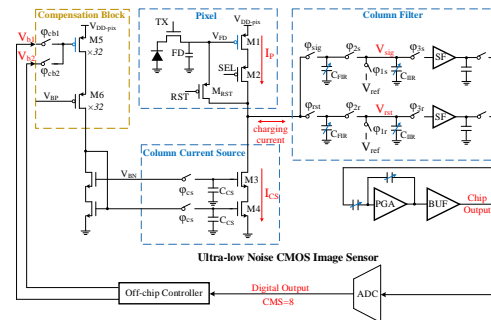 Compensation Block
V_DD-pix
V_b1
φ_cb1
M5
×32
V_b2
φ_cb2
M6
×32
V_BP
Pixel
TX
V_DD-pix
V_FD
M1
FD
I_P
SEL
M2
RST
M_RST
Column Filter
φ_sig
φ_2s
V_sig
φ_3s
φ_1s
SF
C_FIR
C_IIR
V_ref
φ_rst
φ_2r
V_rst
φ_3r
φ_1r
SF
C_FIR
C_IIR
V_ref
charging
current
Column Current Source
V_BN
φ_cs
C_CS
M3
I_CS
φ_cs
C_CS
M4
PGA
BUF
Chip
Output
Ultra-low Noise CMOS Image Sensor
Off-chip Controller
Digital Output
CMS=8
ADC